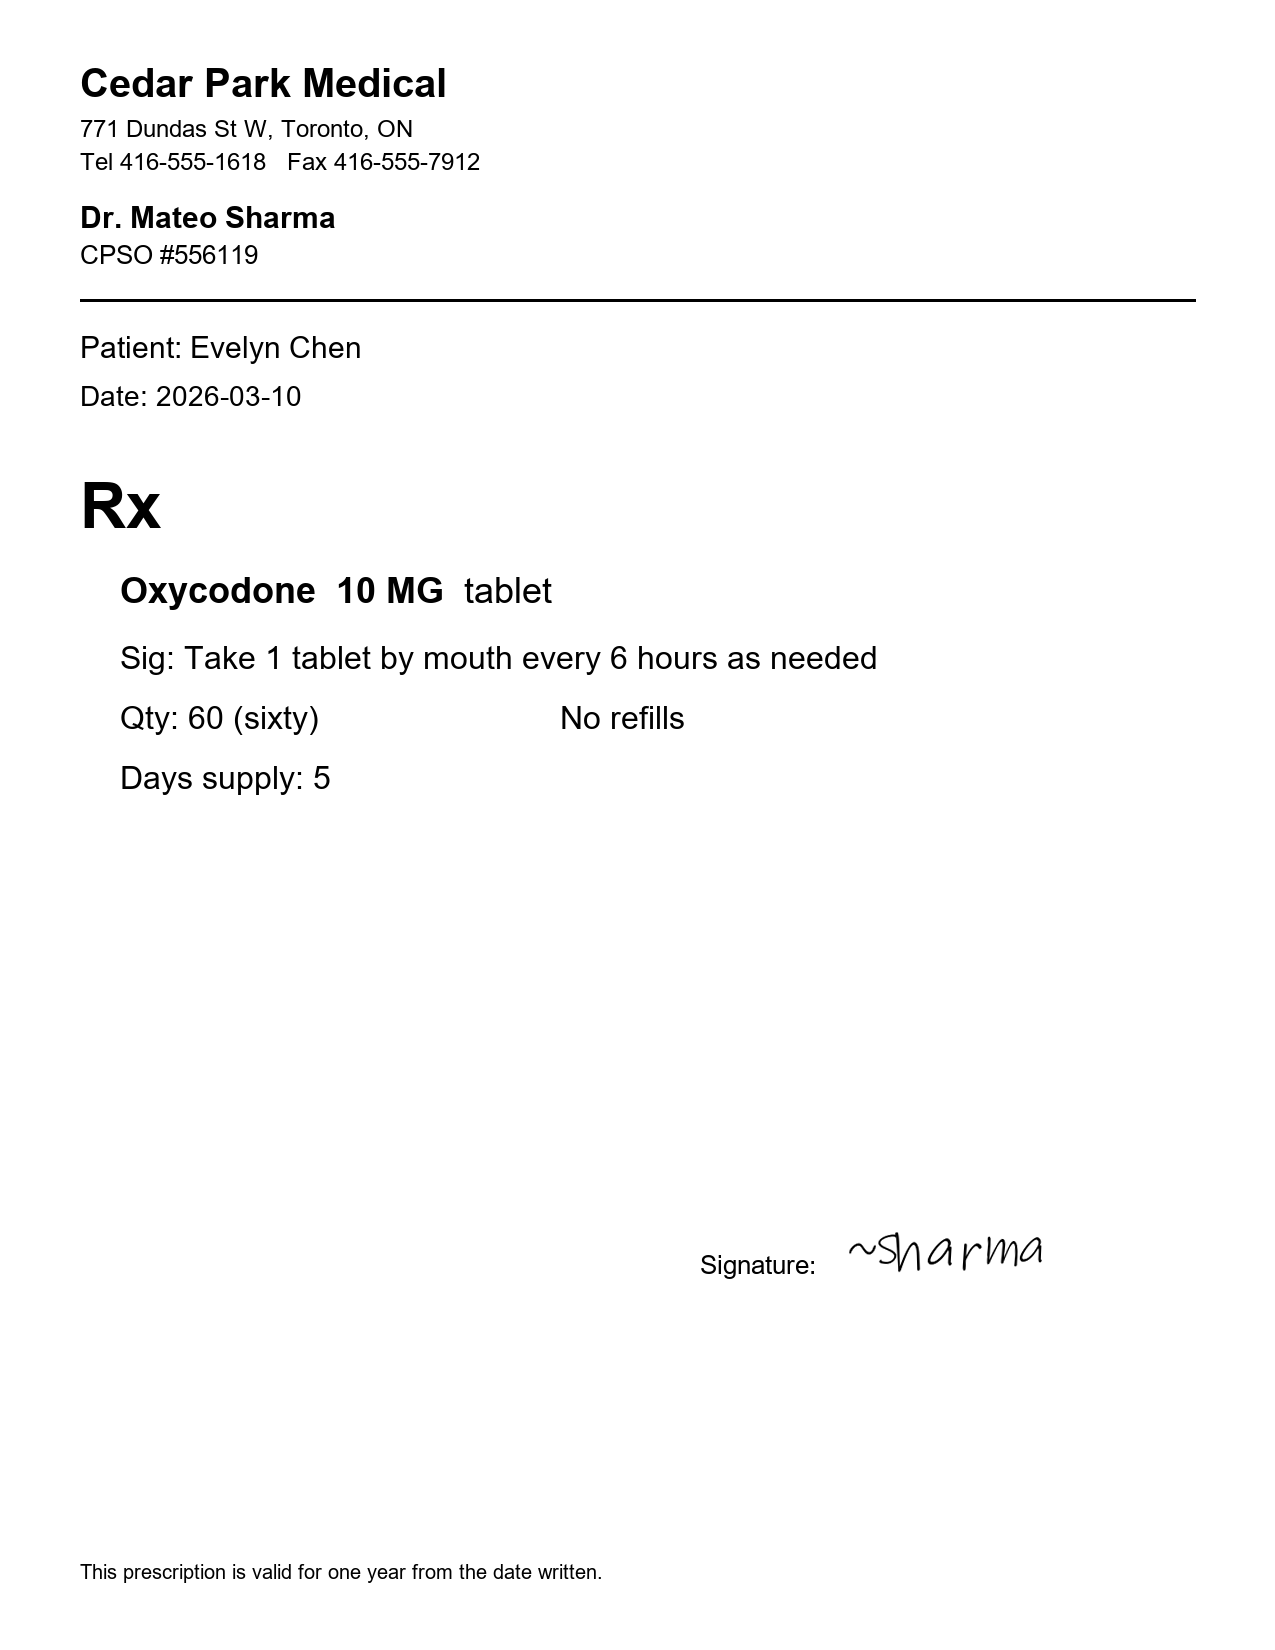 Cedar Park Medical
771 Dundas St W, Toronto, ON
Tel 416-555-1618 Fax 416-555-7912
Dr. Mateo Sharma
CPSO #556119
Patient: Evelyn Chen
Date: 2026-03-10
Rx
Oxycodone 10 MG tablet
Sig: Take 1 tablet by mouth every 6 hours as needed
Qty: 60 (sixty) No refills
Days supply: 5
Signature: ~Sharma
This prescription is valid for one year from the date written.